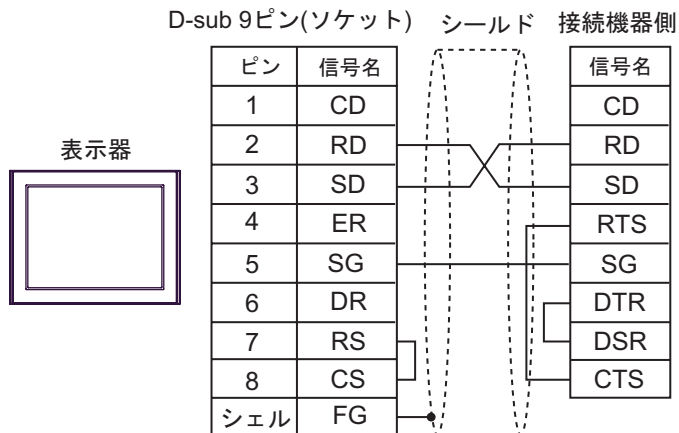 D-sub 9ピン(ソケット) シールド 接続機器側
ピン 信号名 信号名
1 CD CD
表示器
2 RD RD
3 SD SD
4 ER RTS
5 SG SG
6 DR DTR
7 RS DSR
8 CS CTS
シェル FG